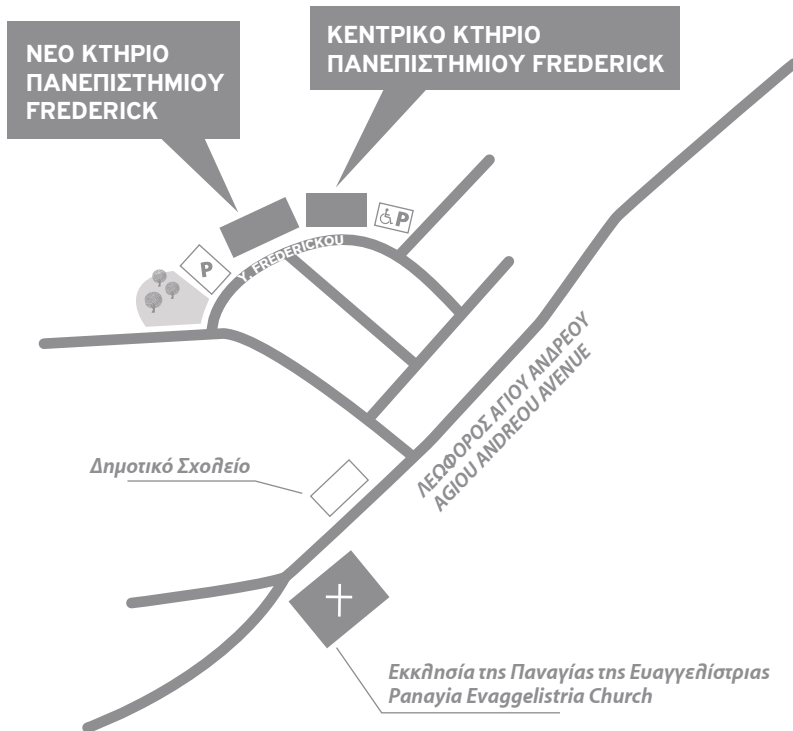 ΝΕΟ ΚΤΗΡΙΟ
ΠΑΝΕΠΙΣΤΗΜΙΟΥ
FREDERICK
ΚΕΝΤΡΙΚΟ ΚΤΗΡΙΟ
ΠΑΝΕΠΙΣΤΗΜΙΟΥ FREDERICK
P
P
Y. FREDERICKOU
ΛΕΩΦΟΡΟΣ ΑΓΙΟΥ ΑΝΔΡΕΟΥ
AGIOU ANDREOU AVENUE
Δημοτικό Σχολείο
Εκκλησία της Παναγίας της Ευαγγελίστριας
Panayia Evaggelistria Church